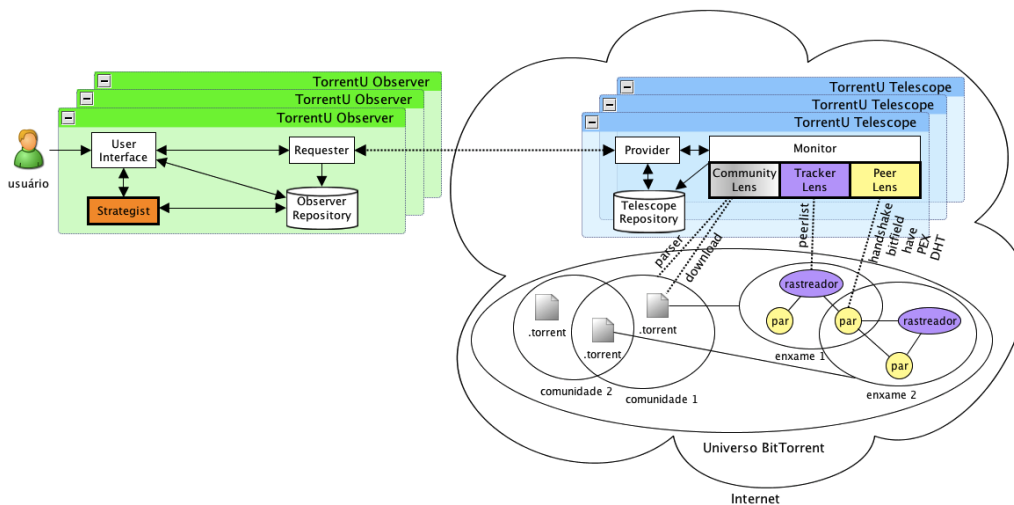 TorrentU Observer
TorrentU Observer
TorrentU Observer
usuário
User
Interface
Requester
Strategist
Observer
Repository
TorrentU Telescope
TorrentU Telescope
TorrentU Telescope
Provider
Monitor
Community
Lens
Tracker
Lens
Peer
Lens
Telescope
Repository
parser
download
peerlist
handshake
bitfield
have
PEX
DHT
.torrent
.torrent
.torrent
comunidade 2
comunidade 1
rastreador
par
par
enxame 1
rastreador
par
enxame 2
Universo BitTorrent
Internet